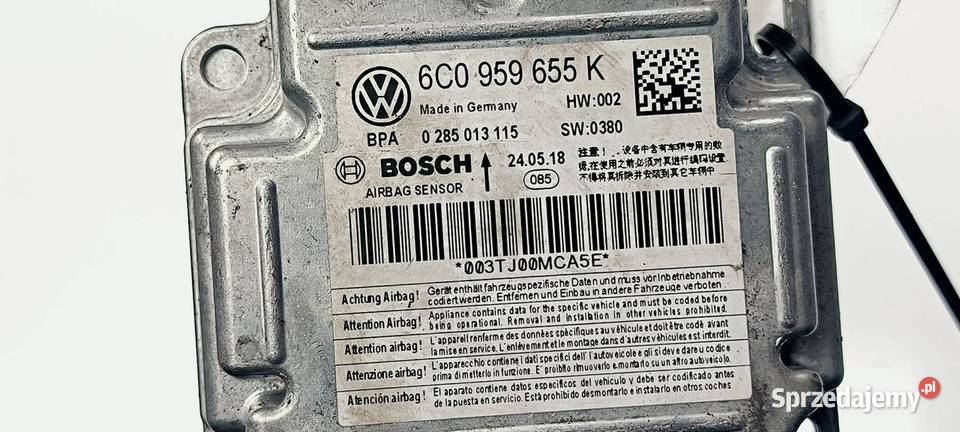 6C0 959 655 K
Made in Germany HW:002
BPA 0 285 013 115 SW:0380
BOSCH 24.05.18
AIRBAG SENSOR 085
注意！..设备中含有车辆专用的数
据,在使用之前必须对其进行编码设置.
不得将其拆除并安装到其它车辆中
*003TJ00MCA5E*
Achtung Airbag! Gerät enthält fahrzeugspezifische Daten und muss vor Inbetriebnahme
codiert werden. Entfernen und Einbau in andere Fahrzeuge verboten.
Attention Airbag! Appliance contains data for the specific vehicle and must be coded before
being operational. Removal and Installation in other vehicles prohibited.
Attention airbag! L'appareil renferme des données spécifiques au véhicule et doit être codé avant
la mise en service. L'enlèvement et le montage dans d'autres véhicules est interdit.
Attenzione airbag! L'apparecchio contiene i dati specifici dell'autoveicolo e gli si deve dare u codice
prima di metterlo in funzione. E' proibito rimuoverlo e montarlo su un altro autoveicolo.
Atención airbag! El aparato contiene datos específicos del vehículo y debe ser codificado antes
de la puesta en servicio. Está prohibido desmontarlo e instalarlo en otros coches
Sprzedajemy.pl